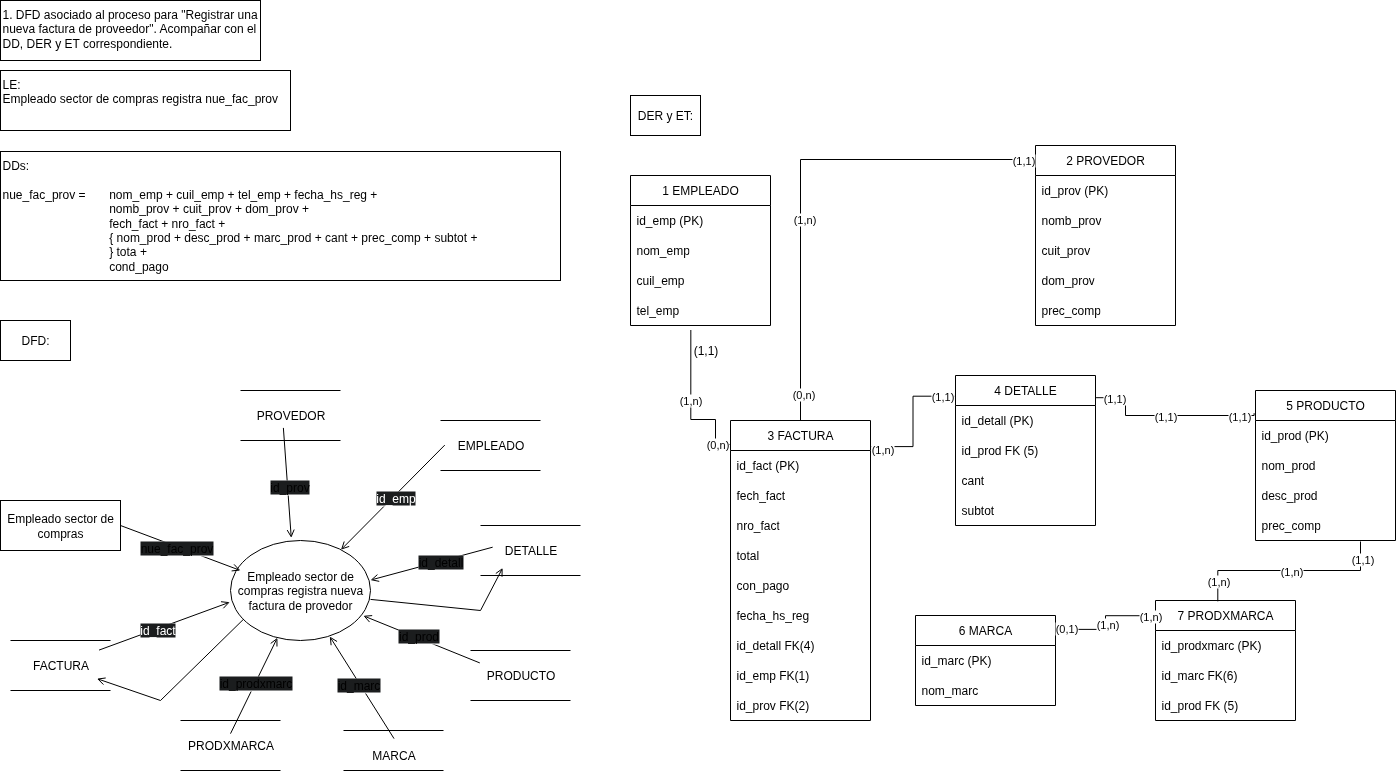 1. DFD asociado al proceso para "Registrar una
nueva factura de proveedor". Acompañar con el
DD, DER y ET correspondiente.
LE:
Empleado sector de compras registra nue_fac_prov
DDs:
nue_fac_prov = nom_emp + cuil_emp + tel_emp + fecha_hs_reg +
nomb_prov + cuit_prov + dom_prov +
fech_fact + nro_fact +
{ nom_prod + desc_prod + marc_prod + cant + prec_comp + subtot +
} tota +
cond_pago
DFD:
PROVEDOR
EMPLEADO
id_prov
id_emp
Empleado sector de
compras
nue_fac_prov
DETALLE
id_detall
Empleado sector de
compras registra nueva
factura de provedor
id_fact
id_prod
FACTURA
PRODUCTO
id_prodxmarc
id_marc
PRODXMARCA
MARCA
DER y ET:
1 EMPLEADO
id_emp (PK)
nom_emp
cuil_emp
tel_emp
(1,1)
(1,n)
(0,n)
2 PROVEDOR
id_prov (PK)
nomb_prov
cuit_prov
dom_prov
prec_comp
(1,1)
(1,n)
(0,n)
3 FACTURA
id_fact (PK)
fech_fact
nro_fact
total
con_pago
fecha_hs_reg
id_detall FK(4)
id_emp FK(1)
id_prov FK(2)
(1,n)
(1,1)
4 DETALLE
id_detall (PK)
id_prod FK (5)
cant
subtot
(1,1)
(1,1)
(1,1)
5 PRODUCTO
id_prod (PK)
nom_prod
desc_prod
prec_comp
(1,1)
(1,n)
(1,n)
6 MARCA
id_marc (PK)
nom_marc
(0,1)
(1,n)
(1,n)
7 PRODXMARCA
id_prodxmarc (PK)
id_marc FK(6)
id_prod FK (5)